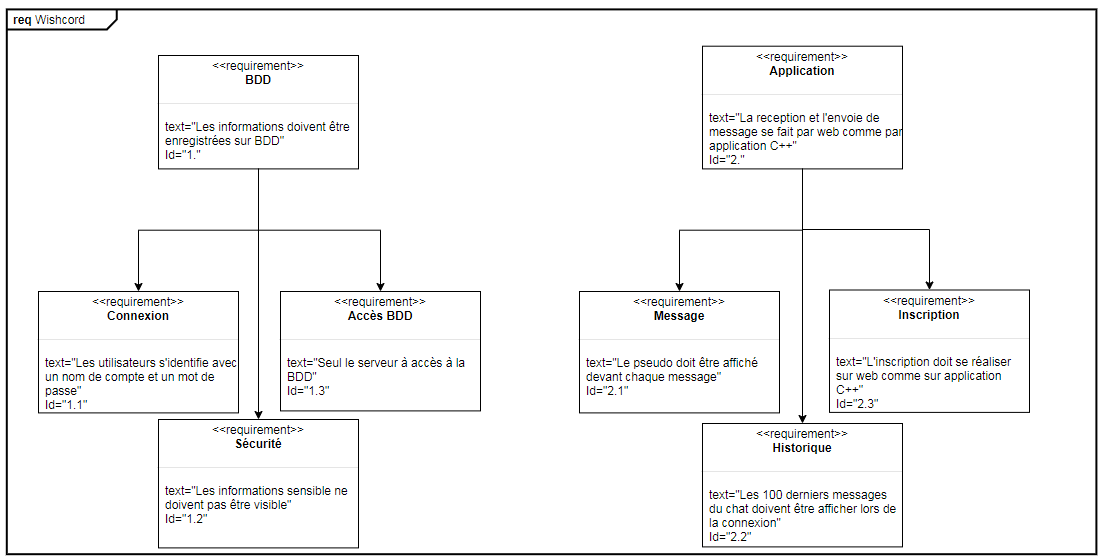 req Wishcord
<<requirement>>
BDD
text="Les informations doivent être
enregistrées sur BDD"
Id="1."
<<requirement>>
Application
text="La reception et l'envoie de
message se fait par web comme par
application C++"
Id="2."
<<requirement>>
Connexion
text="Les utilisateurs s'identifie avec
un nom de compte et un mot de
passe"
Id="1.1"
<<requirement>>
Accès BDD
text="Seul le serveur à accès à la
BDD"
Id="1.3"
<<requirement>>
Sécurité
text="Les informations sensible ne
doivent pas être visible"
Id="1.2"
<<requirement>>
Message
text="Le pseudo doit être affiché
devant chaque message"
Id="2.1"
<<requirement>>
Inscription
text="L'inscription doit se réaliser
sur web comme sur application
C++"
Id="2.3"
<<requirement>>
Historique
text="Les 100 derniers messages
du chat doivent être afficher lors de
la connexion"
Id="2.2"